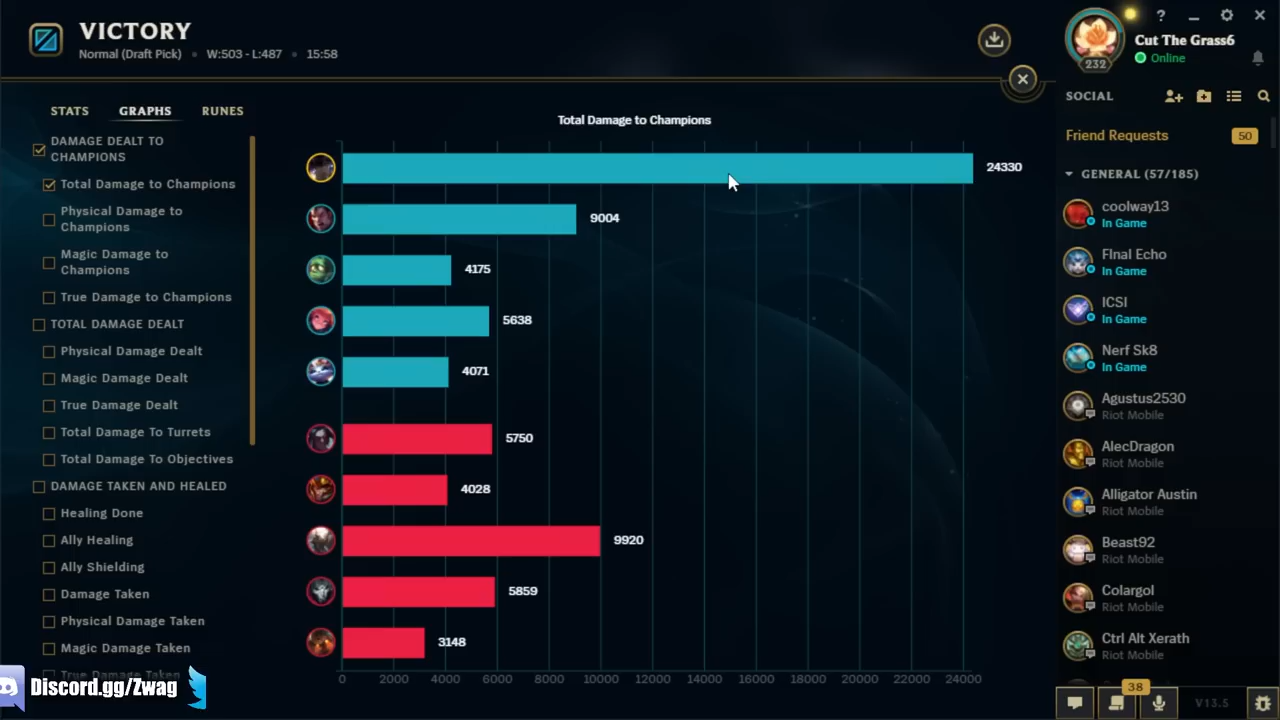 VICTORY
Normal (Draft Pick) • W:503 - L:487 • 15:58
?
Cut The Grass6
232
Online
STATS
GRAPHS
RUNES
SOCIAL
DAMAGE DEALT TO
CHAMPIONS
Total Damage to Champions
Physical Damage to
Champions
Magic Damage to
Champions
True Damage to Champions
TOTAL DAMAGE DEALT
Physical Damage Dealt
Magic Damage Dealt
True Damage Dealt
Total Damage To Turrets
Total Damage To Objectives
DAMAGE TAKEN AND HEALED
Healing Done
Ally Healing
Ally Shielding
Damage Taken
Physical Damage Taken
Magic Damage Taken
True Damage Taken
Discord.gg/Zwag
Total Damage to Champions
24330
9004
4175
5638
4071
5750
4028
9920
5859
3148
0 2000 4000 6000 8000 10000 12000 14000 16000 18000 20000 22000 24000
Friend Requests 50
GENERAL (57/185)
coolway13
In Game
FInal Echo
In Game
ICSI
In Game
Nerf Sk8
In Game
Agustus2530
Riot Mobile
AlecDragon
Riot Mobile
Alligator Austin
Riot Mobile
Beast92
Riot Mobile
Colargol
Riot Mobile
Ctrl Alt Xerath
Riot Mobile
38
V13.5